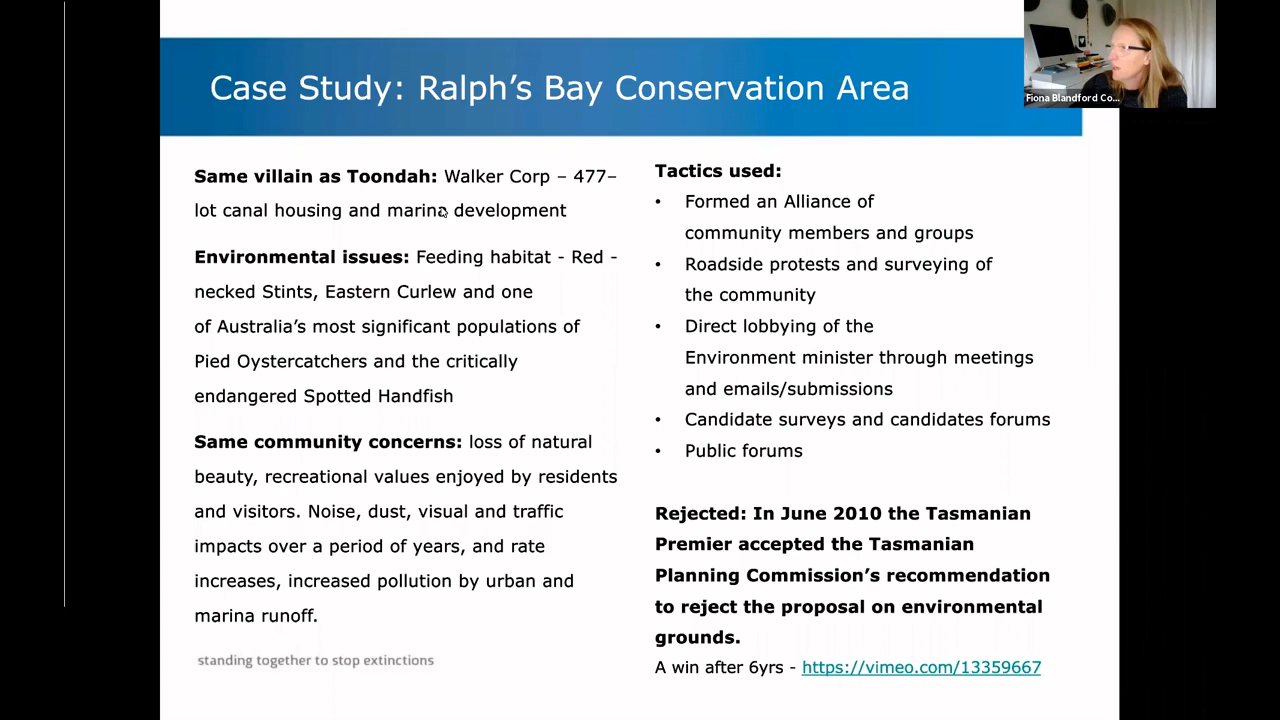 Case Study: Ralph's Bay Conservation Area
Fiona Blandford Co...
Same villain as Toondah: Walker Corp – 477–
lot canal housing and marina development
Environmental issues: Feeding habitat - Red -
necked Stints, Eastern Curlew and one
of Australia's most significant populations of
Pied Oystercatchers and the critically
endangered Spotted Handfish
Same community concerns: loss of natural
beauty, recreational values enjoyed by residents
and visitors. Noise, dust, visual and traffic
impacts over a period of years, and rate
increases, increased pollution by urban and
marina runoff.
standing together to stop extinctions
Tactics used:
• Formed an Alliance of
community members and groups
• Roadside protests and surveying of
the community
• Direct lobbying of the
Environment minister through meetings
and emails/submissions
• Candidate surveys and candidates forums
• Public forums
Rejected: In June 2010 the Tasmanian
Premier accepted the Tasmanian
Planning Commission's recommendation
to reject the proposal on environmental
grounds.
A win after 6yrs - https://vimeo.com/13359667